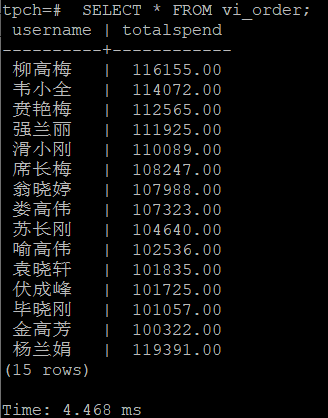 tpch=#  SELECT * FROM vi_order;
 username | totalspend
----------+------------
 柳高梅   |  116155.00
 韦小全   |  114072.00
 贲艳梅   |  112565.00
 强兰丽   |  111925.00
 滑小刚   |  110089.00
 席长梅   |  108247.00
 翁晓婷   |  107988.00
 娄高伟   |  107323.00
 苏长刚   |  104640.00
 喻高伟   |  102536.00
 袁晓轩   |  101835.00
 伏成峰   |  101725.00
 毕晓刚   |  101057.00
 金高芳   |  100322.00
 杨兰娟   |  119391.00
(15 rows)
Time: 4.468 ms